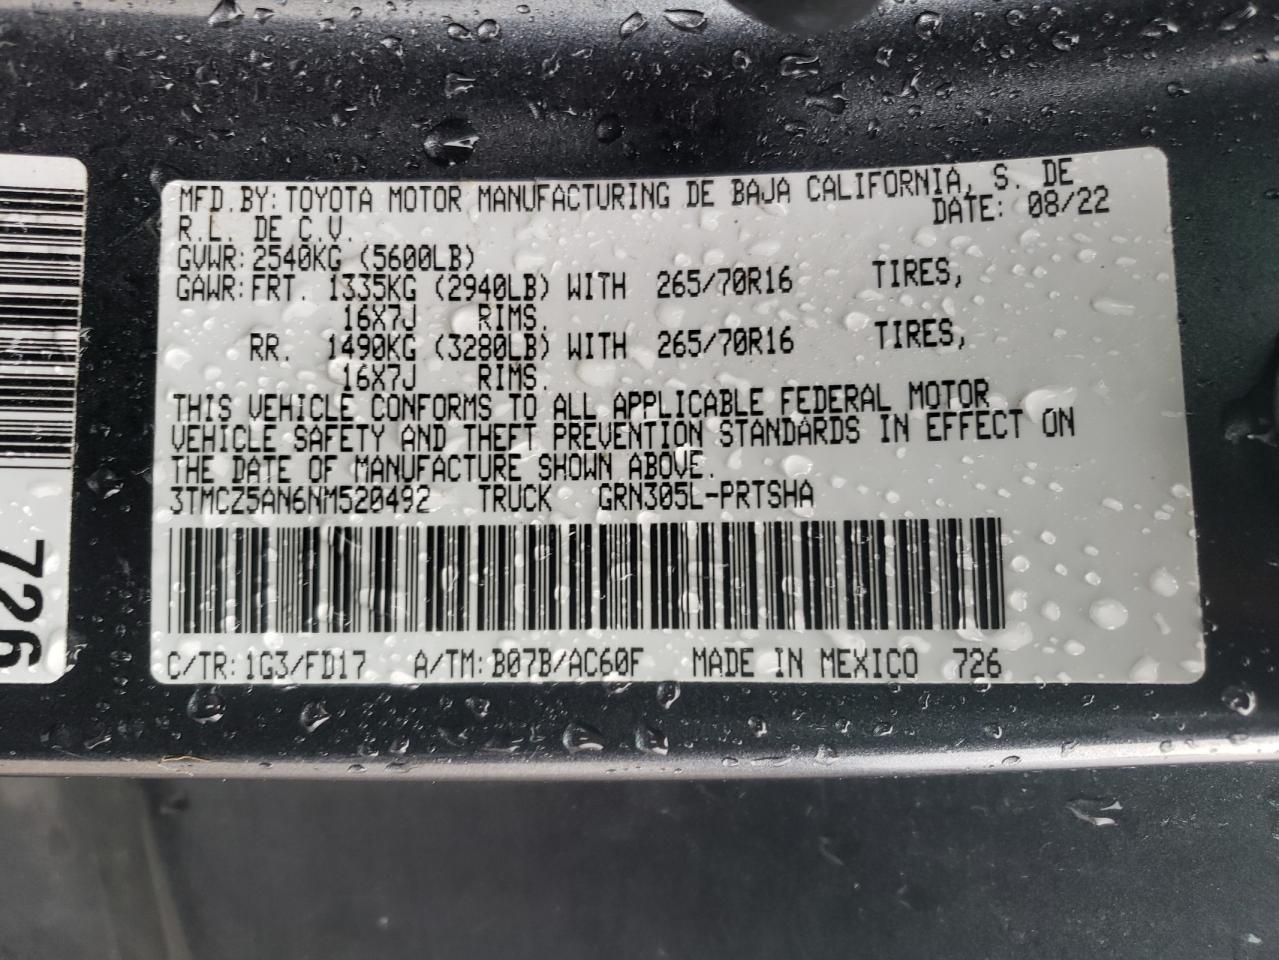 MFD.BY: TOYOTA MOTOR MANUFACTURING DE BAJA CALIFORNIA, S. DE
R.L. DE C.V. DATE: 08/22
GVWR: 2540KG (5600LB)
GAWR: FRT. 1335KG (2940LB) WITH 265/70R16 TIRES,
16X7J RIMS.
RR. 1490KG (3280LB) WITH 265/70R16 TIRES,
16X7J RIMS.
THIS VEHICLE CONFORMS TO ALL APPLICABLE FEDERAL MOTOR
VEHICLE SAFETY AND THEFT PREVENTION STANDARDS IN EFFECT ON
THE DATE OF MANUFACTURE SHOWN ABOVE.
3TMCZ5AN6NM520492 TRUCK GRN305L-PRTSHA
C/TR: 1G3/FD17 A/TM: B07B/AC60F MADE IN MEXICO 726
726